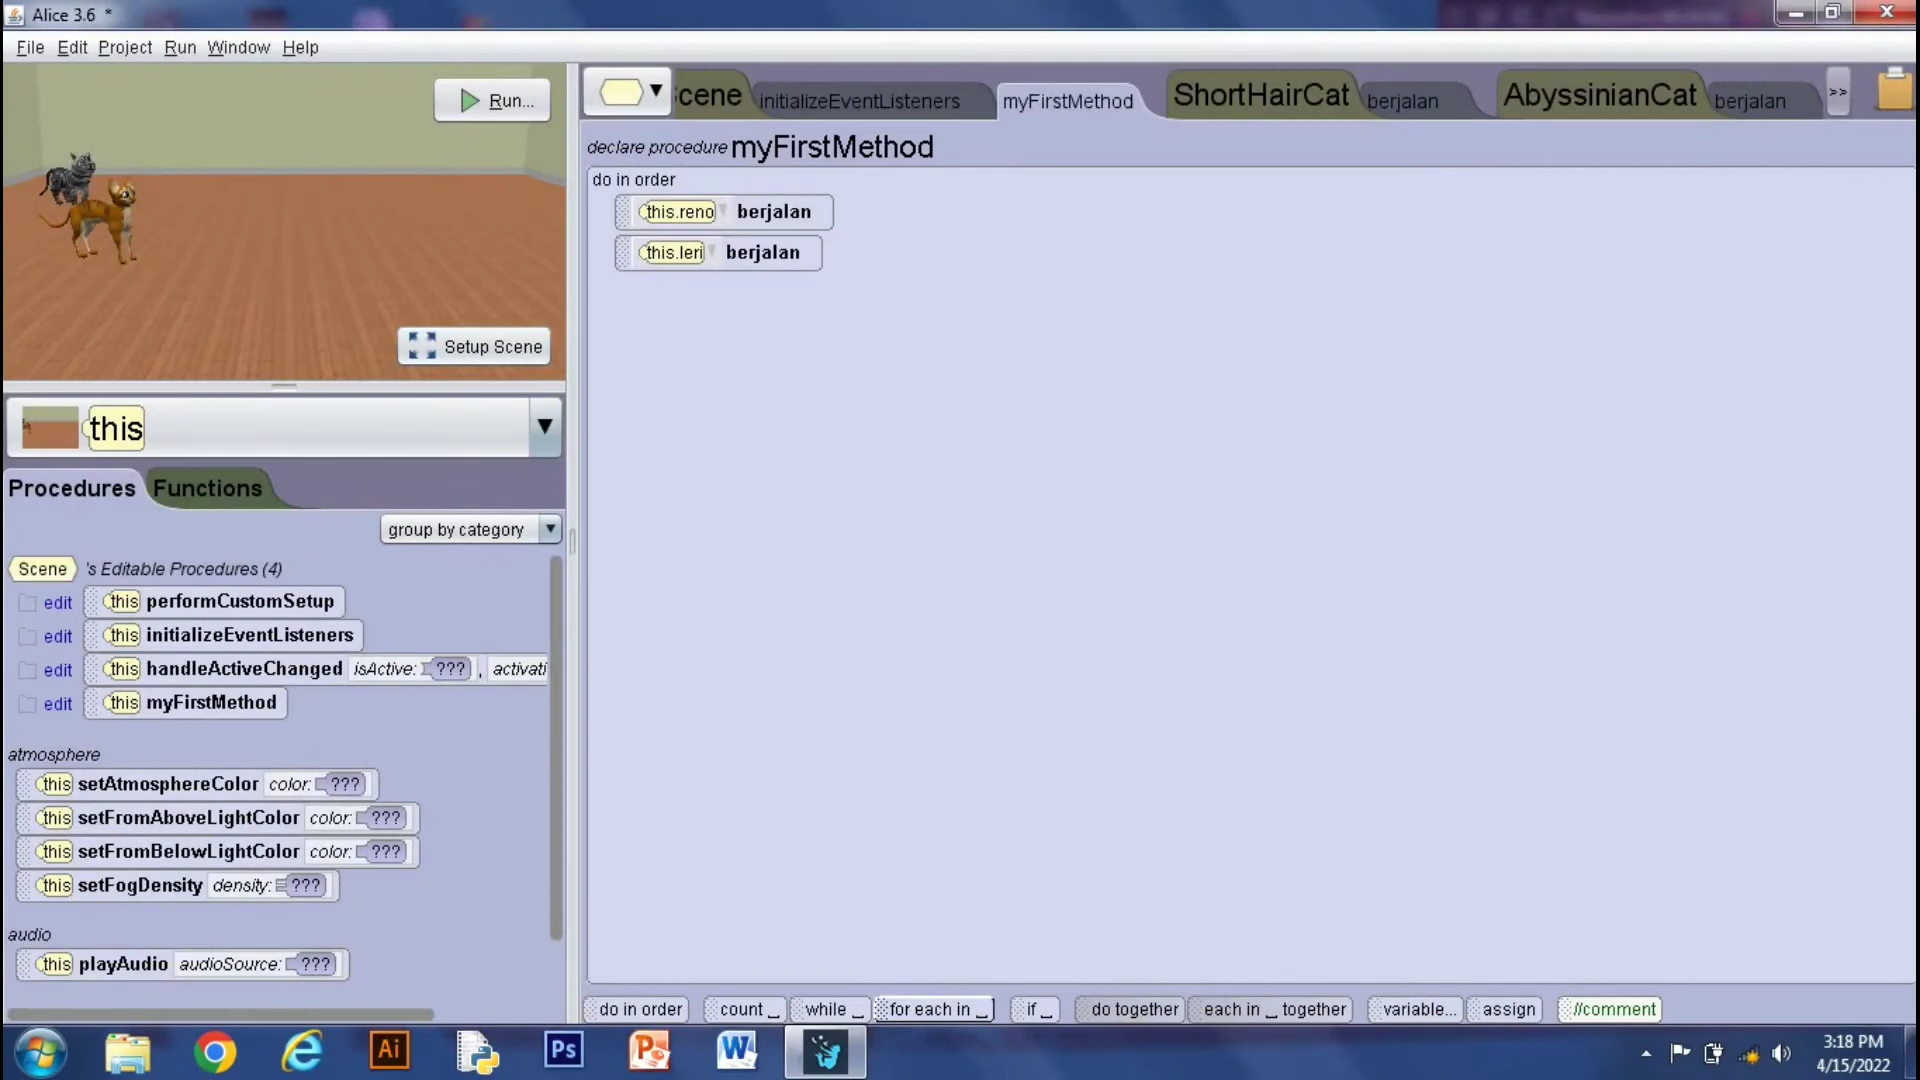 Alice 3.6 *
File Edit Project Run Window Help
Run...
Setup Scene
this
Procedures Functions
group by category
Scene 's Editable Procedures (4)
edit this performCustomSetup
edit this initializeEventListeners
edit this handleActiveChanged isActive: ??? , activati
edit this myFirstMethod
atmosphere
this setAtmosphereColor color: ???
this setFromAboveLightColor color: ???
this setFromBelowLightColor color: ???
this setFogDensity density: ???
audio
this playAudio audioSource: ???
cene initializeEventListeners myFirstMethod ShortHairCat berjalan AbyssinianCat berjalan >>
declare procedure myFirstMethod
do in order
this.reno berjalan
this.leri berjalan
do in order count _ while _ for each in _ if _ do together each in _ together variable... assign //comment
Ai Ps P W
3:18 PM
4/15/2022